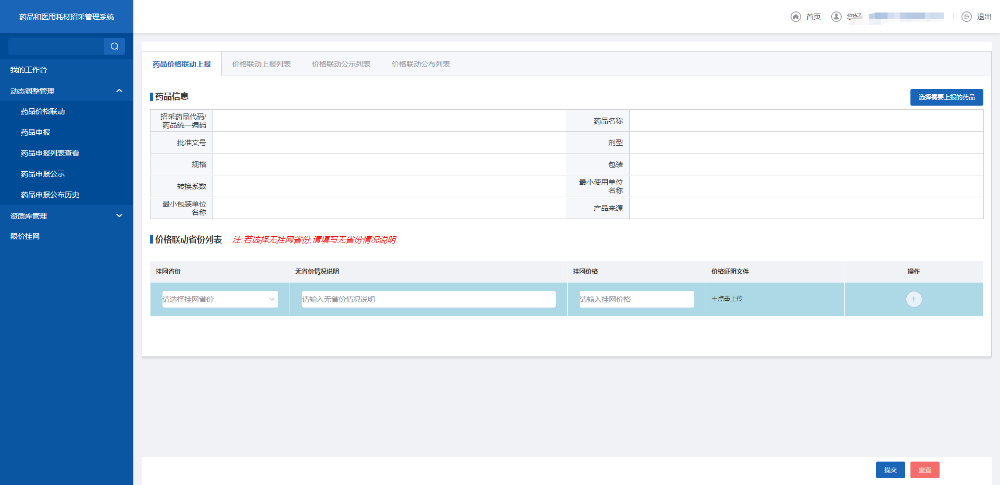 药品和医用耗材招采管理系统
首页
您好
退出
我的工作台
动态调整管理
药品价格联动
药品申报
药品申报列表查看
药品申报公示
药品申报公布历史
资质库管理
限价挂网
药品价格联动上报 价格联动上报列表 价格联动公示列表 价格联动公布列表
药品信息
选择需要上报的药品
招采药品代码/
药品统一编码
药品名称
批准文号
剂型
规格
包装
转换系数
最小使用单位
名称
最小包装单位
名称
产品来源
价格联动省份列表 注:若选择无挂网省份,请填写无省份情况说明
挂网省份 无省份情况说明 挂网价格 价格证明文件 操作
请选择挂网省份 请输入无省份情况说明 请输入挂网价格 +点击上传 +
提交 重置